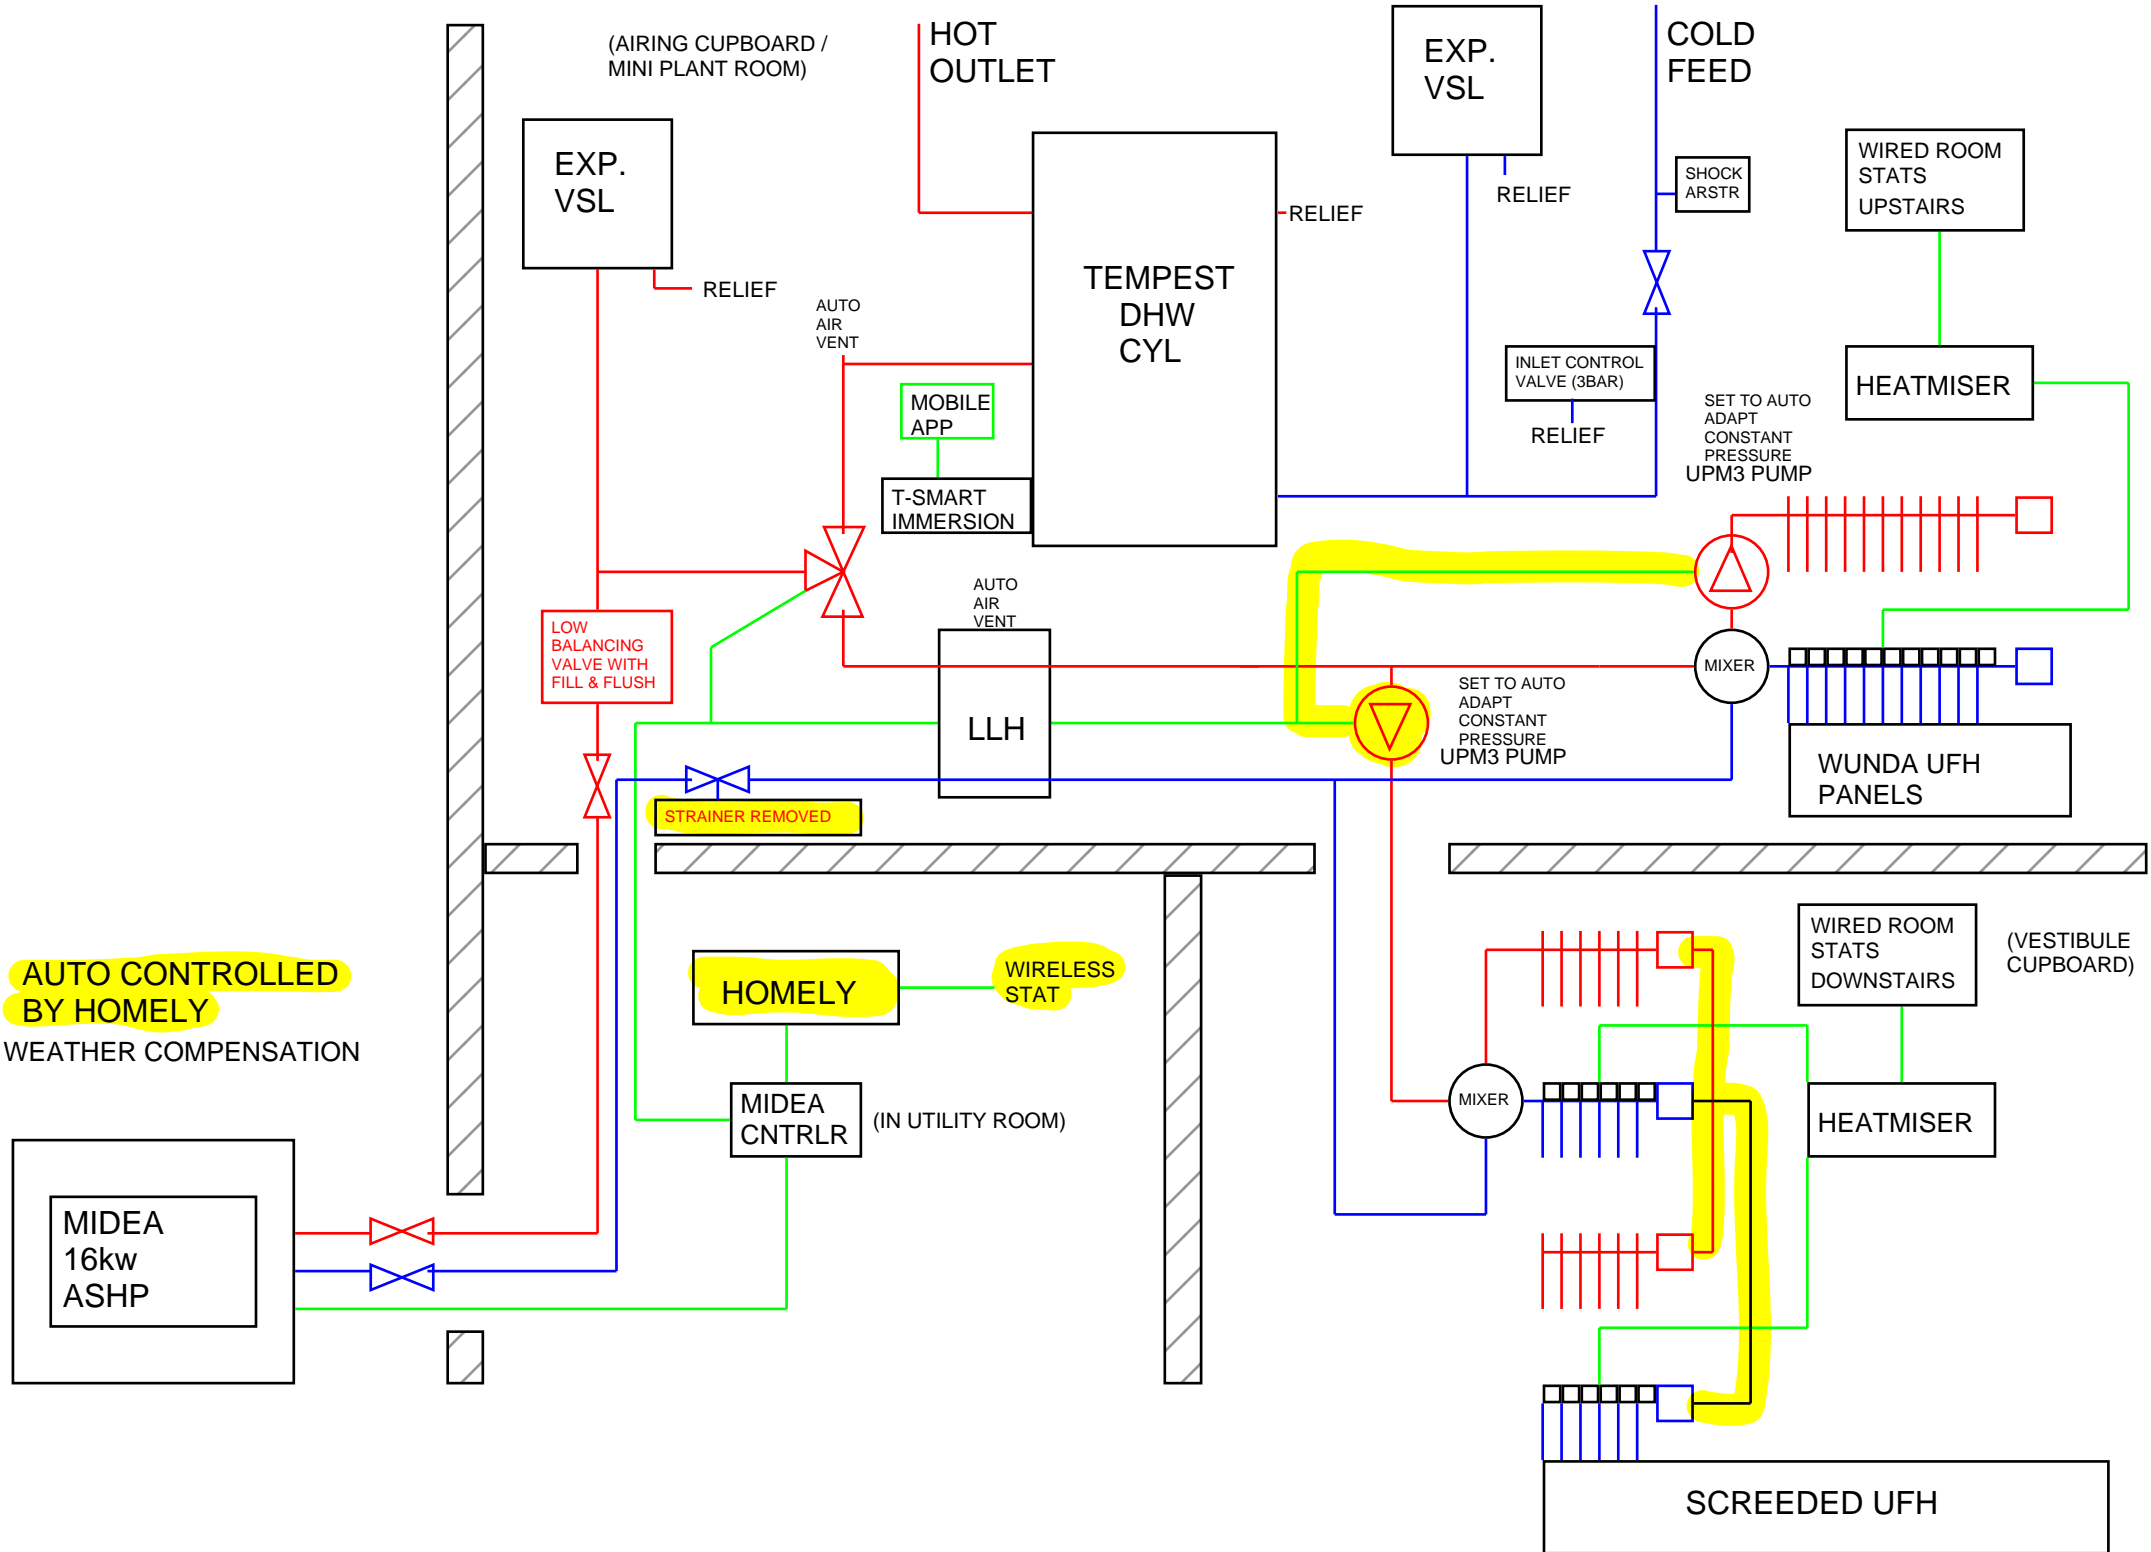 (AIRING CUPBOARD /
MINI PLANT ROOM)
HOT
OUTLET
EXP.
VSL
COLD
FEED
EXP.
VSL
RELIEF
SHOCK
ARSTR
RELIEF
RELIEF
WIRED ROOM
STATS
UPSTAIRS
TEMPEST
DHW
CYL
AUTO
AIR
VENT
MOBILE
APP
T-SMART
IMMERSION
INLET CONTROL
VALVE (3BAR)
RELIEF
HEATMISER
SET TO AUTO
ADAPT
CONSTANT
PRESSURE
UPM3 PUMP
LOW
BALANCING
VALVE WITH
FILL & FLUSH
AUTO
AIR
VENT
LLH
MIXER
SET TO AUTO
ADAPT
CONSTANT
PRESSURE
UPM3 PUMP
WUNDA UFH
PANELS
STRAINER REMOVED
AUTO CONTROLLED
BY HOMELY
WEATHER COMPENSATION
HOMELY
WIRELESS
STAT
WIRED ROOM
STATS
DOWNSTAIRS
(VESTIBULE
CUPBOARD)
MIDEA
CNTRLR
(IN UTILITY ROOM)
MIXER
HEATMISER
MIDEA
16kw
ASHP
SCREEDED UFH